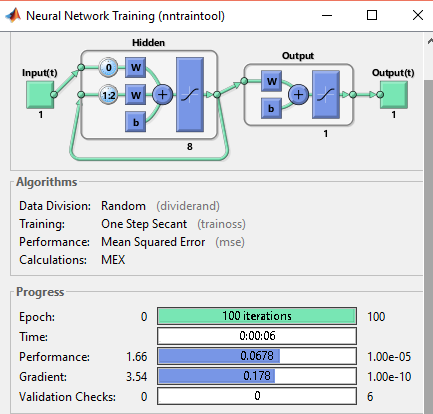 Neural Network Training (nntraintool)
Hidden
Output
Input(t)
Output(t)
0
W
1:2
W
b
W
b
1
8
1
1
Algorithms
Data Division: Random (dividerand)
Training: One Step Secant (trainoss)
Performance: Mean Squared Error (mse)
Calculations: MEX
Progress
Epoch: 0 100 iterations 100
Time: 0:00:06
Performance: 1.66 0.0678 1.00e-05
Gradient: 3.54 0.178 1.00e-10
Validation Checks: 0 0 6